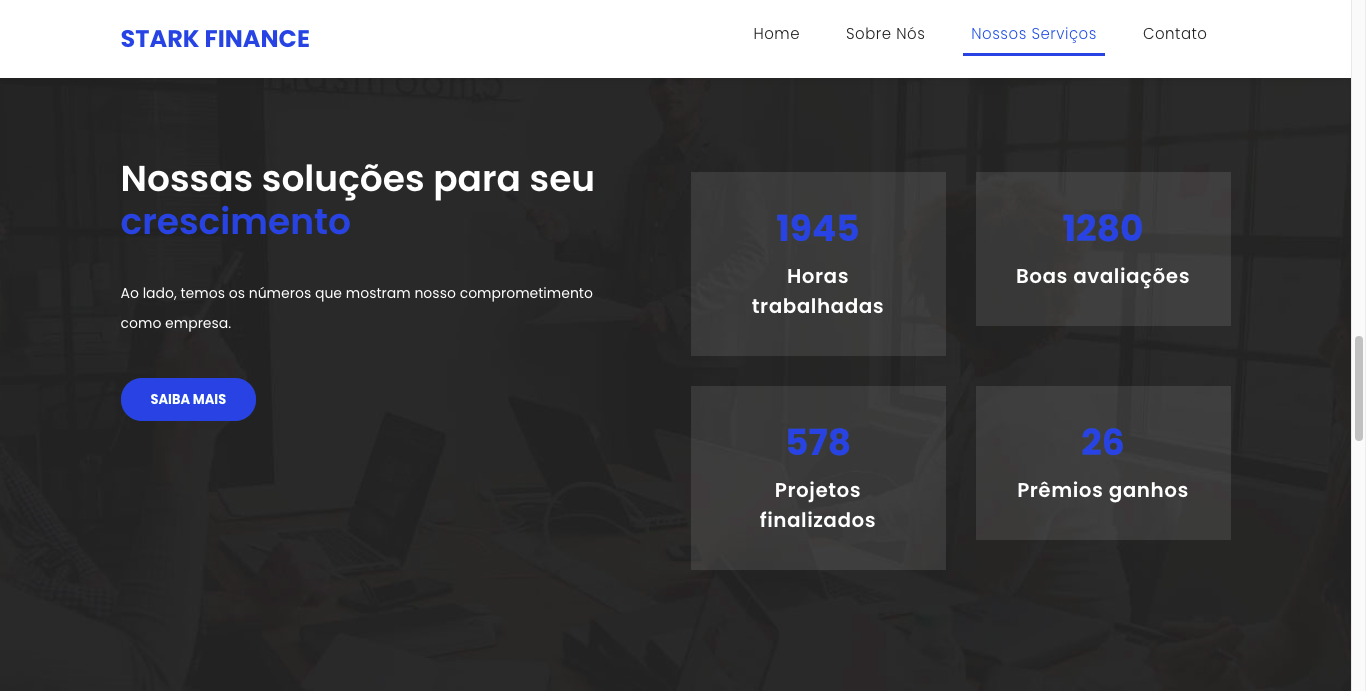 STARK FINANCE
Home
Sobre Nós
Nossos Serviços
Contato
Nossas soluções para seu
crescimento
Ao lado, temos os números que mostram nosso comprometimento
como empresa.
SAIBA MAIS
1945
Horas
trabalhadas
1280
Boas avaliações
578
Projetos
finalizados
26
Prêmios ganhos